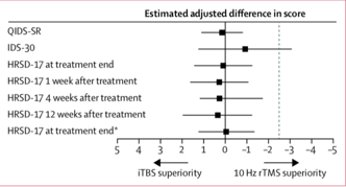 Estimated adjusted difference in score
QIDS-SR
IDS-30
HRSD-17 at treatment end
HRSD-17 1 week after treatment
HRSD-17 4 weeks after treatment
HRSD-17 12 weeks after treatment
HRSD-17 at treatment end*
5 4 3 2 1 0 –1 –2 –3 –4 –5
iTBS superiority 10 Hz rTMS superiority